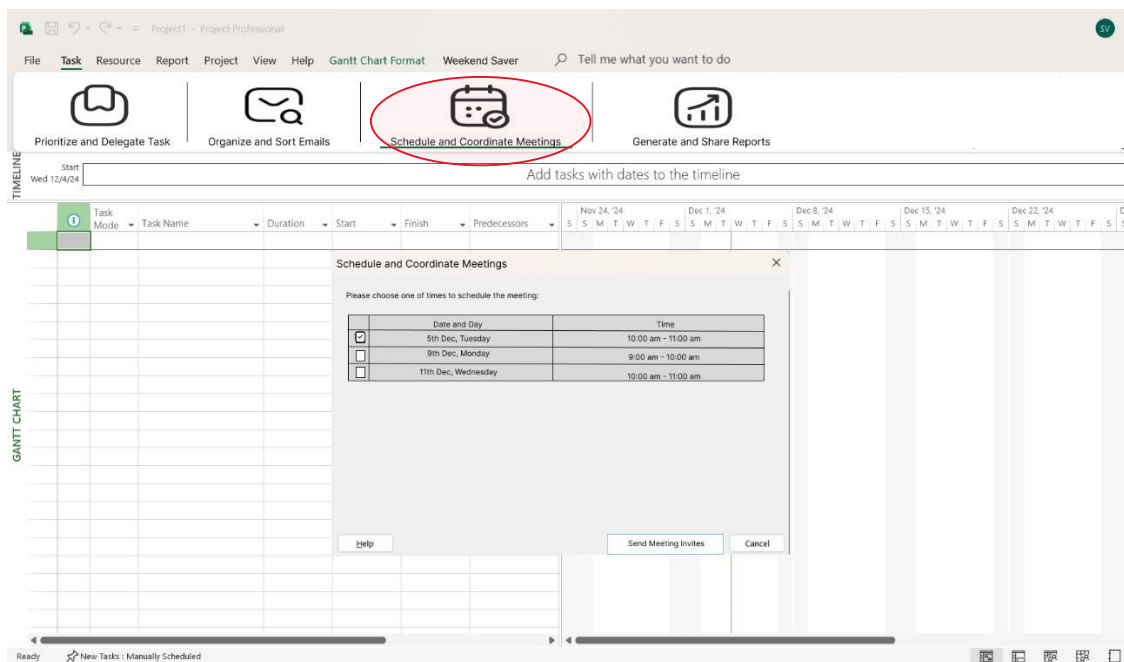 Project1 - Project Professional
SV
File Task Resource Report Project View Help Gantt Chart Format Weekend Saver Tell me what you want to do
Prioritize and Delegate Task Organize and Sort Emails Schedule and Coordinate Meetings Generate and Share Reports
TIMELINE
Start
Wed 12/4/24
Add tasks with dates to the timeline
Task Mode Task Name Duration Start Finish Predecessors
Nov 24, '24 Dec 1, '24 Dec 8, '24 Dec 15, '24 Dec 22, '24 D
S S M T W T F S S M T W T F S S M T W T F S S M T W T F S S M T W T F S S
GANTT CHART
Schedule and Coordinate Meetings
Please choose one of times to schedule the meeting:
Date and Day Time
5th Dec, Tuesday 10:00 am - 11:00 am
9th Dec, Monday 9:00 am - 10:00 am
11th Dec, Wednesday 10:00 am - 11:00 am
Help Send Meeting Invites Cancel
Ready New Tasks : Manually Scheduled